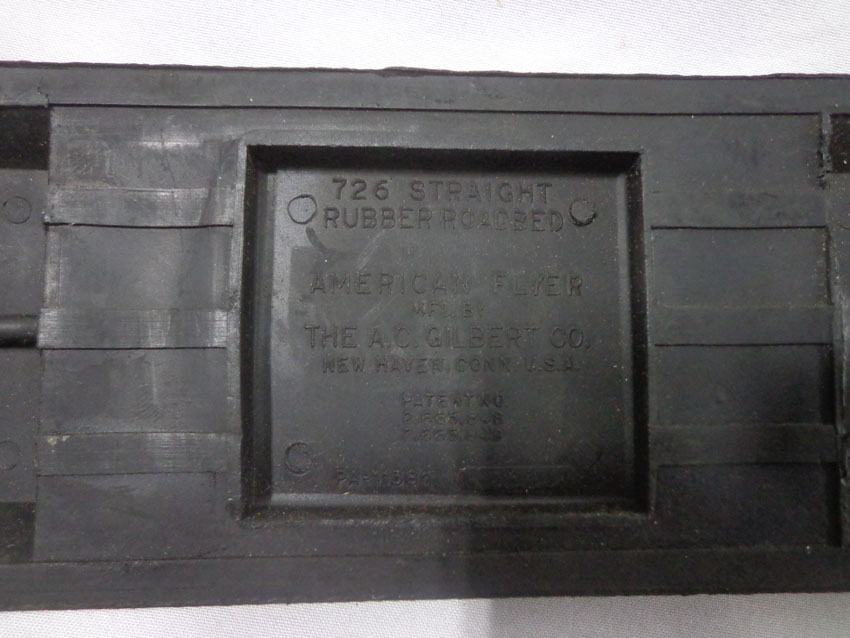 726 STRAIGHT
RUBBER ROADBED
AMERICAN FLYER
MFD. BY
THE A.C. GILBERT CO.
NEW HAVEN, CONN. U.S.A.
PATENT NO.